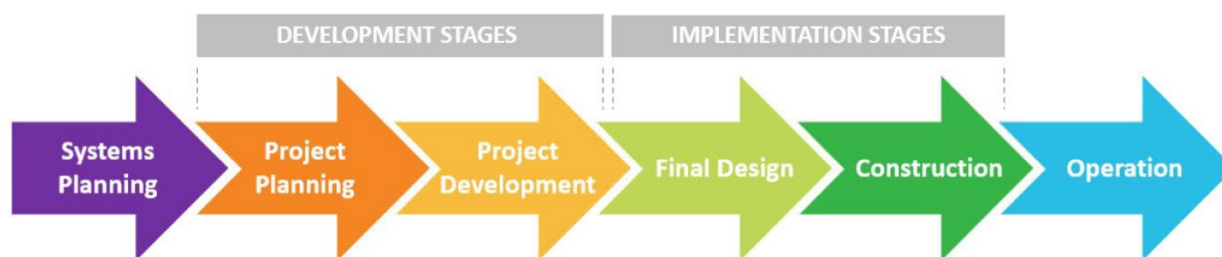 DEVELOPMENT STAGES
IMPLEMENTATION STAGES
Systems
Planning
Project
Planning
Project
Development
Final Design
Construction
Operation